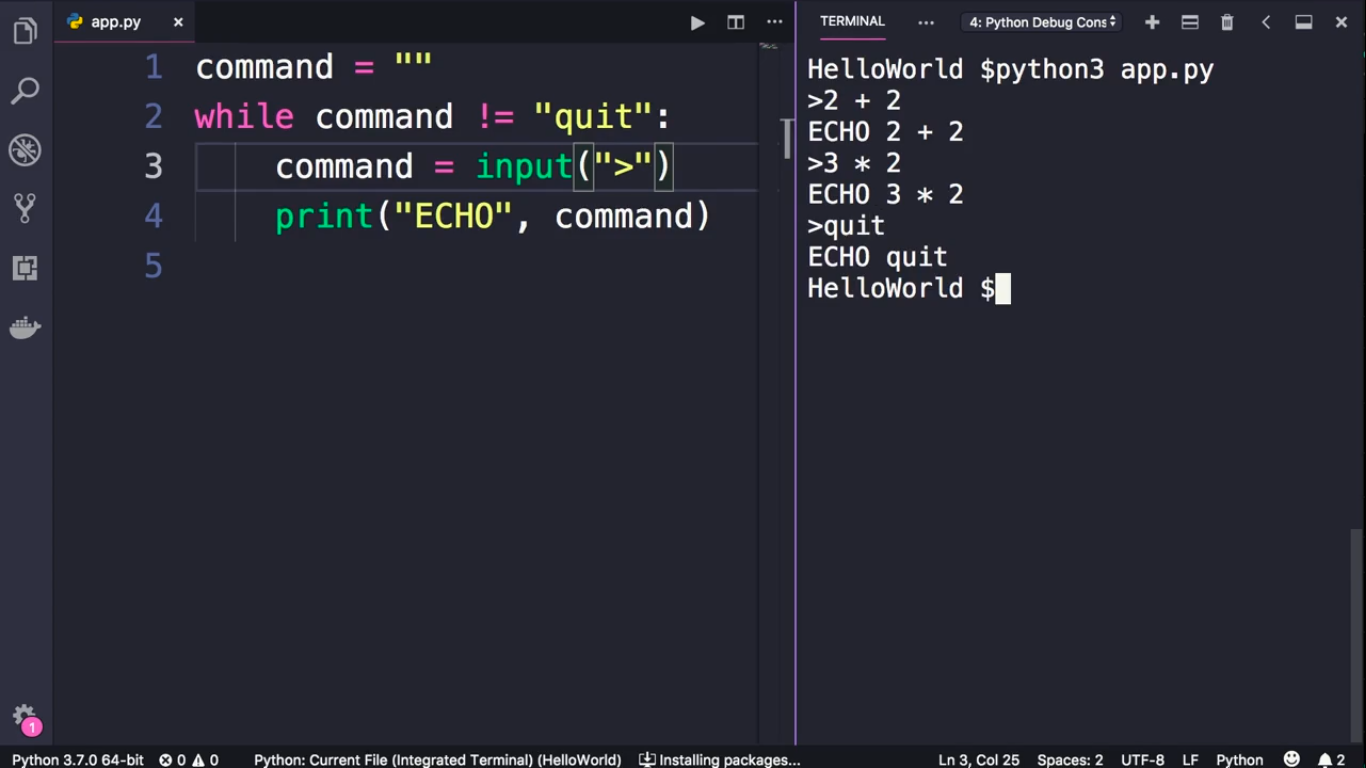 app.py
1 command = ""
2 while command != "quit":
3 command = input(">")
4 print("ECHO", command)
5
TERMINAL ··· 4: Python Debug Cons
HelloWorld $python3 app.py
>2 + 2
ECHO 2 + 2
>3 * 2
ECHO 3 * 2
>quit
ECHO quit
HelloWorld $
1
Python 3.7.0 64-bit 0 0 Python: Current File (Integrated Terminal) (HelloWorld) Installing packages... Ln 3, Col 25 Spaces: 2 UTF-8 LF Python 2